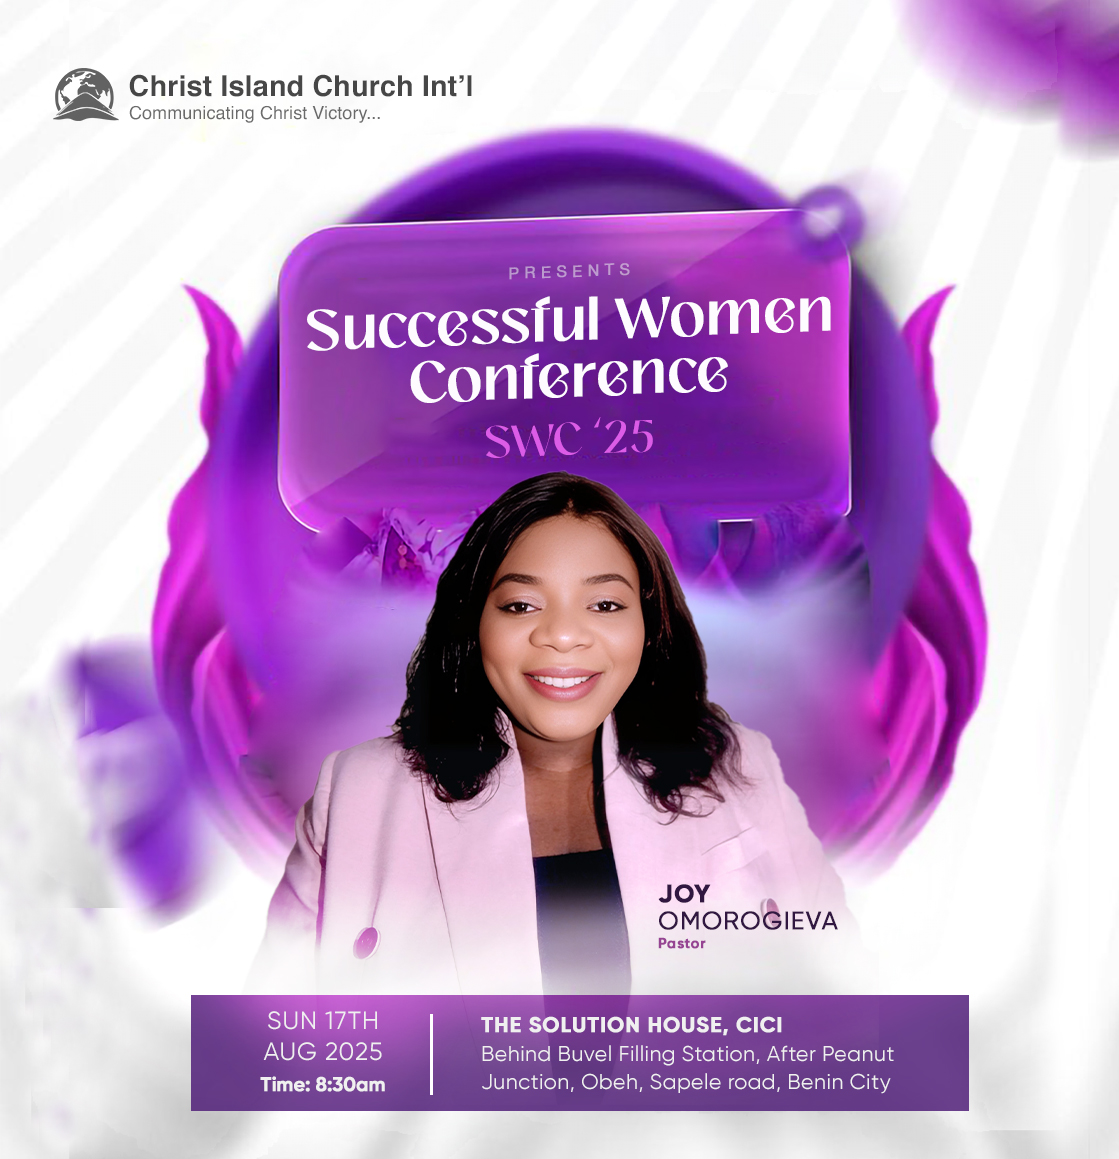 Christ Island Church Int'l
Communicating Christ Victory...
PRESENTS
Successful Women
Conference
SWC ‘25
JOY
OMOROGIEVA
Pastor
SUN 17TH
AUG 2025
Time: 8:30am
THE SOLUTION HOUSE, CICI
Behind Buvel Filling Station, After Peanut
Junction, Obeh, Sapele road, Benin City